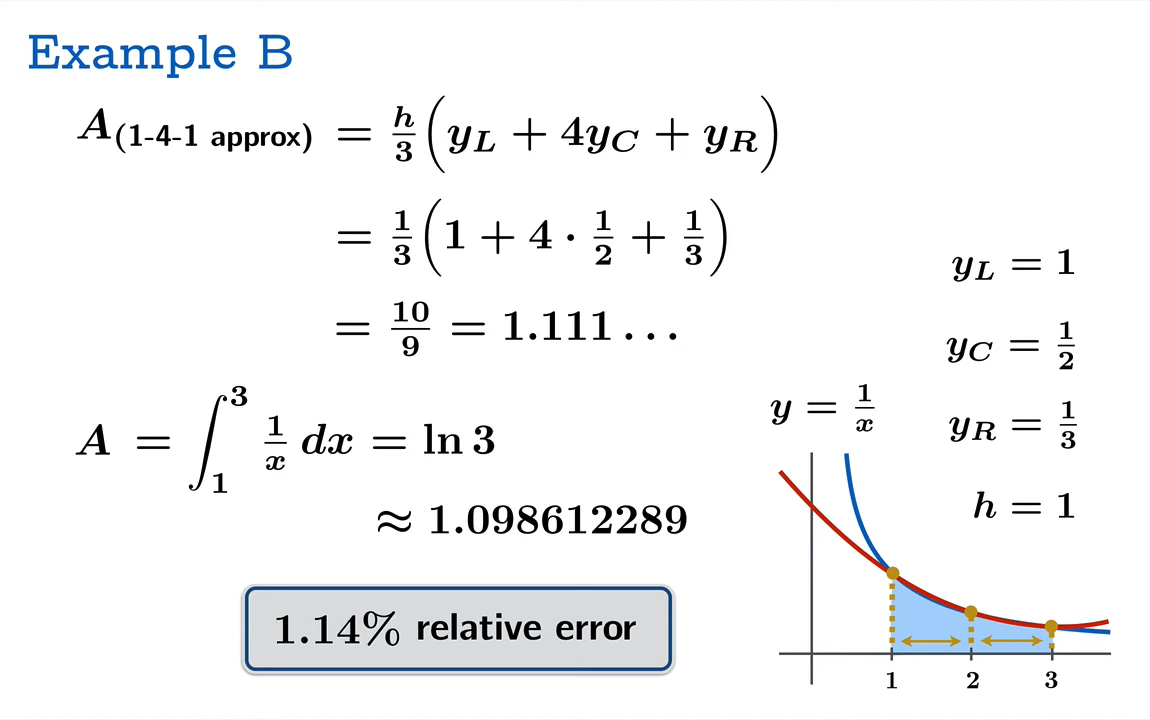 Example B
A(1-4-1 approx) = h/3 (yL + 4yC + yR)
= 1/3 (1 + 4 · 1/2 + 1/3)
= 10/9 = 1.111...
A = ∫₁³ 1/x dx = ln 3
≈ 1.098612289
1.14% relative error
yL = 1
yC = 1/2
yR = 1/3
h = 1
y = 1/x
1 2 3